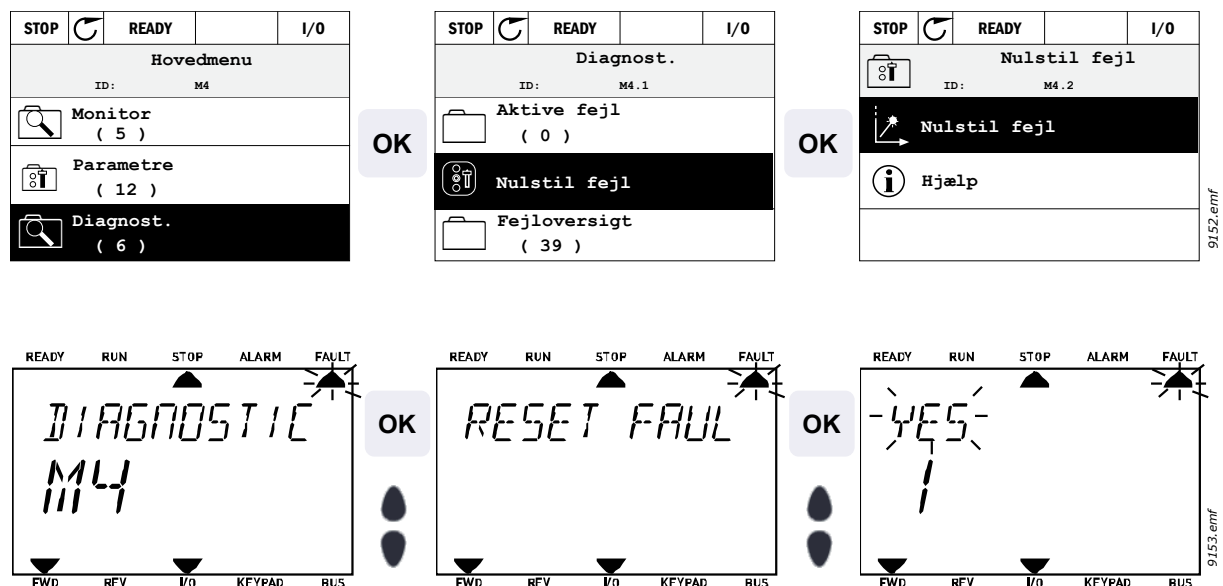 STOP READY I/O
Hovedmenu
ID: M4
Monitor
( 5 )
Parametre
( 12 )
Diagnost.
( 6 )
OK
STOP READY I/O
Diagnost.
ID: M4.1
Aktive fejl
( 0 )
Nulstil fejl
Fejloversigt
( 39 )
OK
STOP READY I/O
Nulstil fejl
ID: M4.2
Nulstil fejl
Hjælp
9152.emf
READY RUN STOP ALARM FAULT
DIAGNOSTIC
M4
FWD REV I/O KEYPAD BUS
OK
READY RUN STOP ALARM FAULT
RESET FAUL
FWD REV I/O KEYPAD BUS
OK
READY RUN STOP ALARM FAULT
YES
1
FWD REV I/O KEYPAD BUS
9153.emf